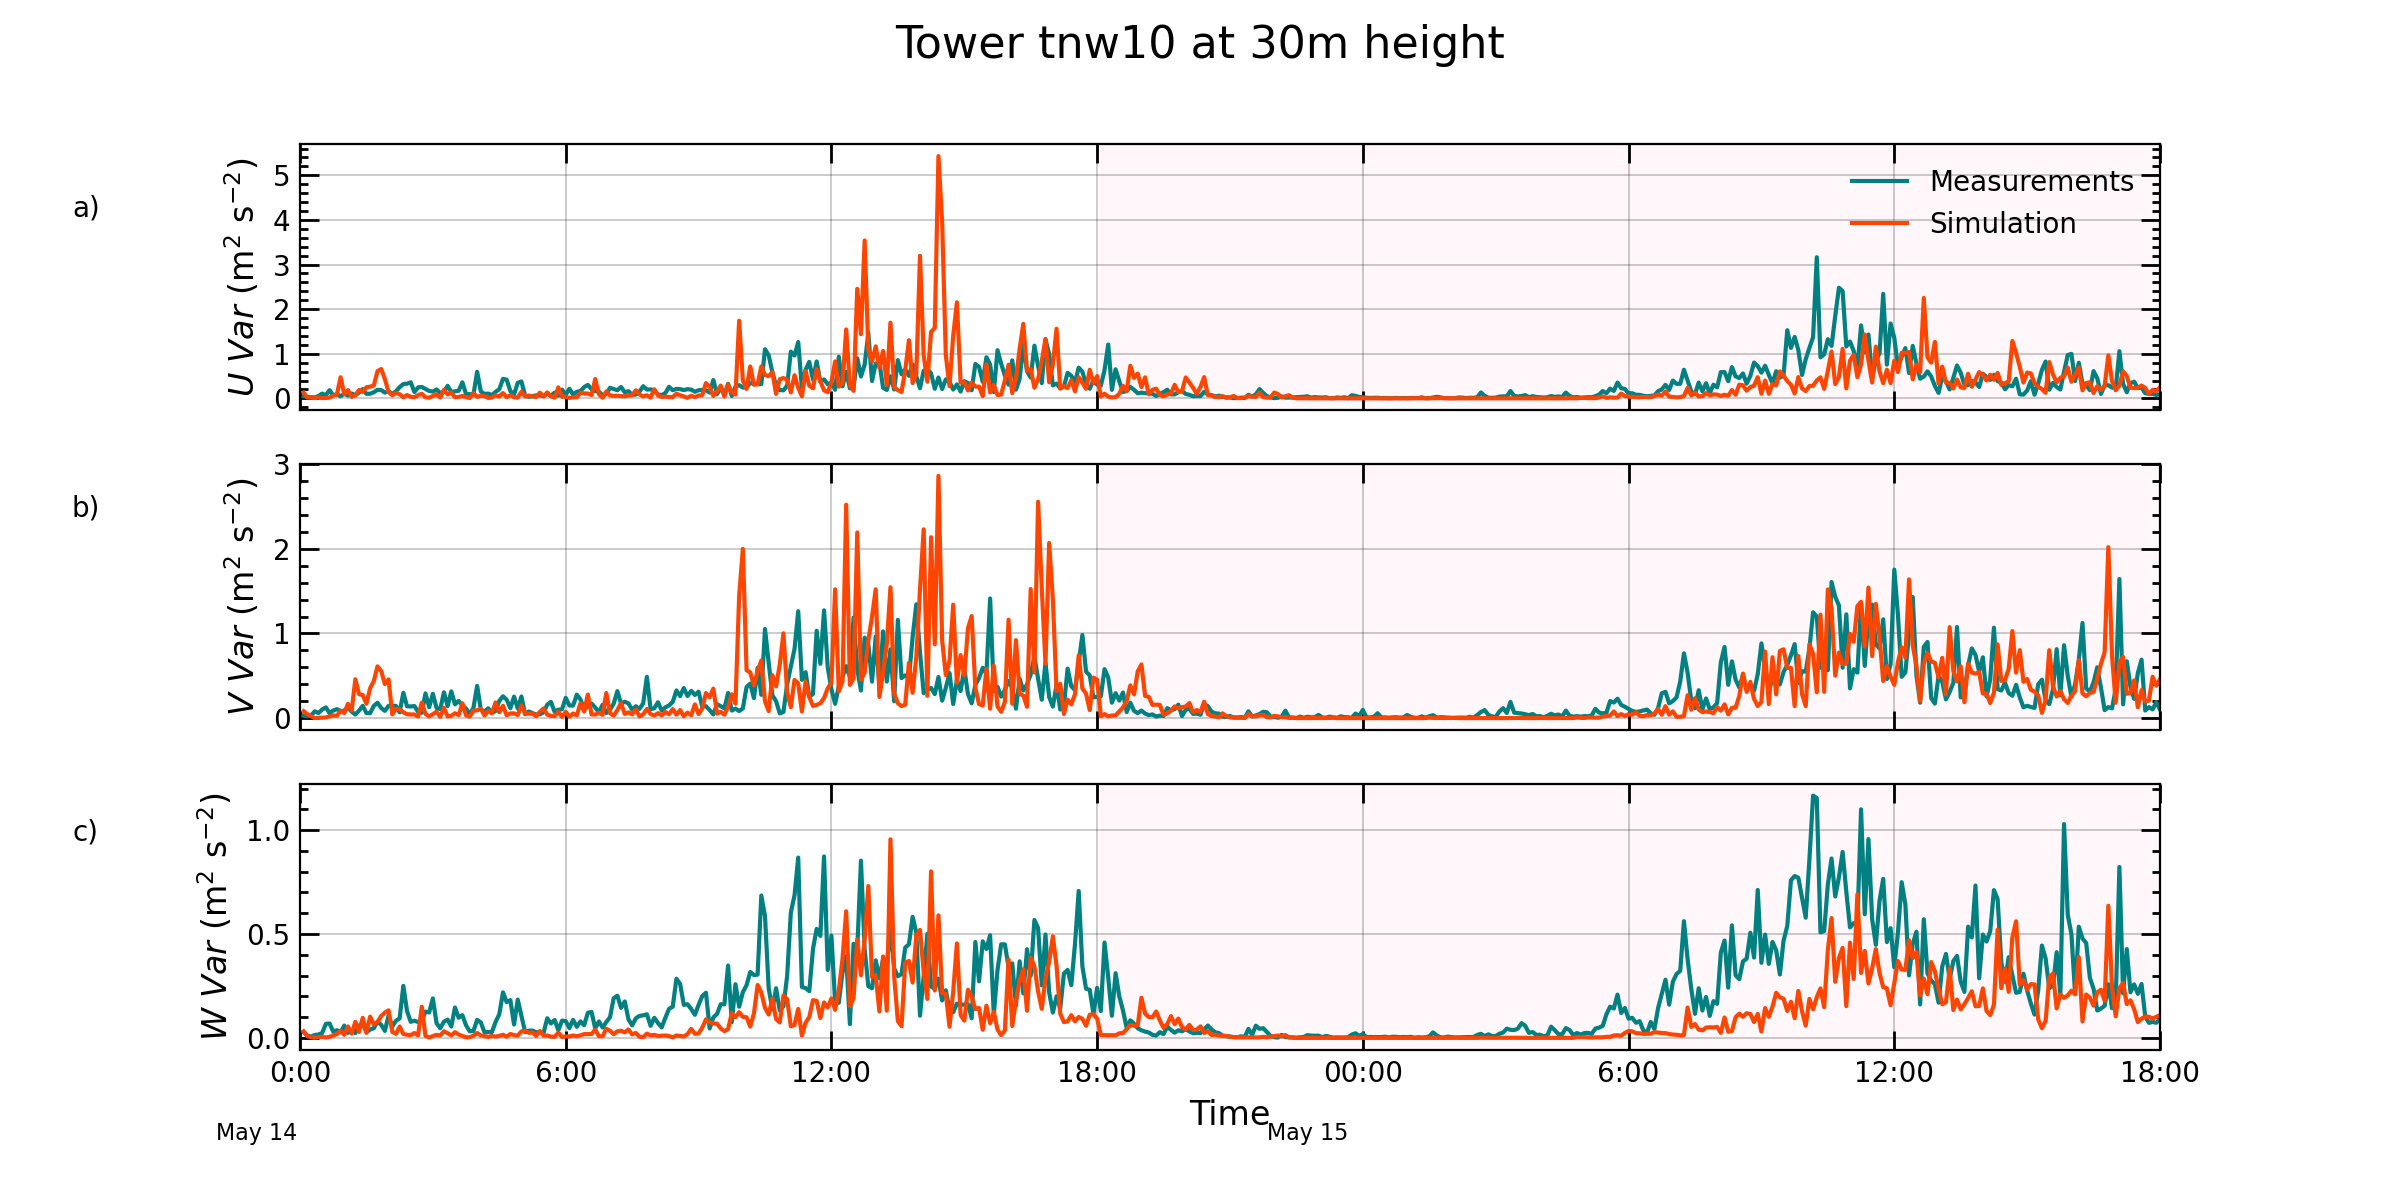 Tower tnw10 at 30m height
a)
U Var (m² s⁻²)
5
4
3
2
1
0
Measurements
Simulation
b)
V Var (m² s⁻²)
3
2
1
0
c)
W Var (m² s⁻²)
1.0
0.5
0.0
0:00 6:00 12:00 18:00 00:00 6:00 12:00 18:00
Time
May 14 May 15